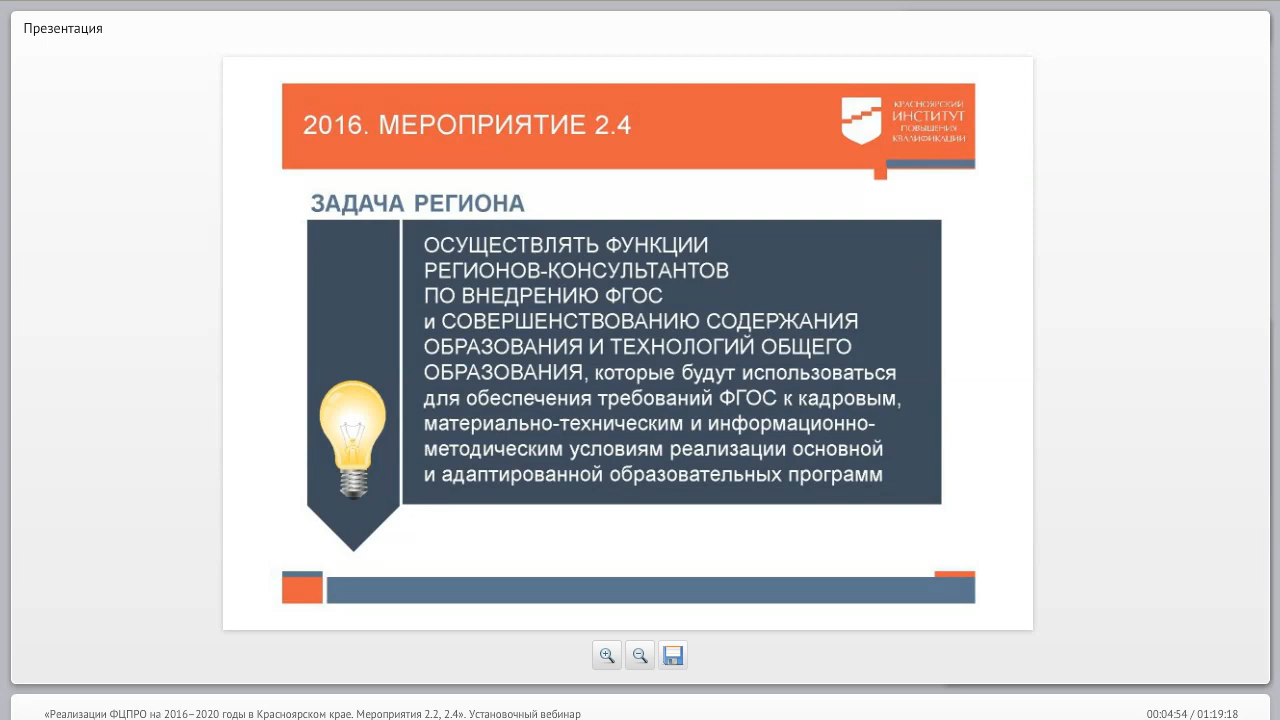 Презентация
2016. МЕРОПРИЯТИЕ 2.4
КРАСНОЯРСКИЙ
ИНСТИТУТ
ПОВЫШЕНИЯ
КВАЛИФИКАЦИИ
ЗАДАЧА РЕГИОНА
ОСУЩЕСТВЛЯТЬ ФУНКЦИИ
РЕГИОНОВ-КОНСУЛЬТАНТОВ
ПО ВНЕДРЕНИЮ ФГОС
и СОВЕРШЕНСТВОВАНИЮ СОДЕРЖАНИЯ
ОБРАЗОВАНИЯ И ТЕХНОЛОГИЙ ОБЩЕГО
ОБРАЗОВАНИЯ, которые будут использоваться
для обеспечения требований ФГОС к кадровым,
материально-техническим и информационно-
методическим условиям реализации основной
и адаптированной образовательных программ
«Реализации ФЦПРО на 2016–2020 годы в Красноярском крае. Мероприятия 2.2, 2.4». Установочный вебинар
00:04:54 / 01:19:18